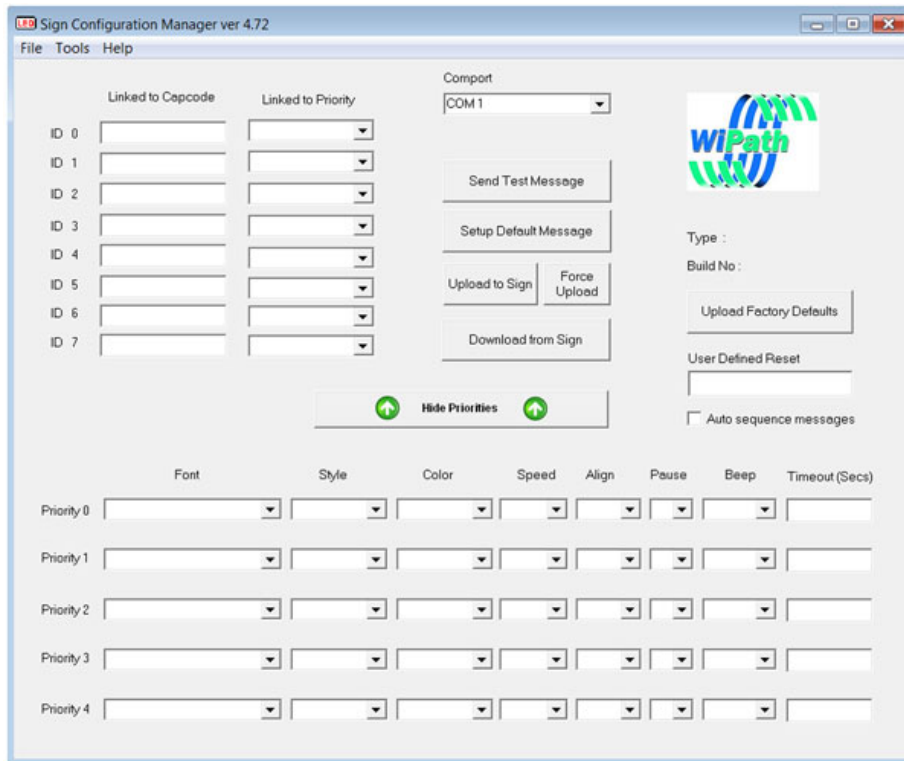 LED Sign Configuration Manager ver 4.72
File Tools Help
Linked to Capcode Linked to Priority
Comport
COM 1
ID 0
ID 1
ID 2
ID 3
ID 4
ID 5
ID 6
ID 7
Send Test Message
Setup Default Message
Upload to Sign
Force
Upload
Download from Sign
WiPath
Type :
Build No :
Upload Factory Defaults
User Defined Reset
Auto sequence messages
Hide Priorities
Font Style Color Speed Align Pause Beep Timeout (Secs)
Priority 0
Priority 1
Priority 2
Priority 3
Priority 4